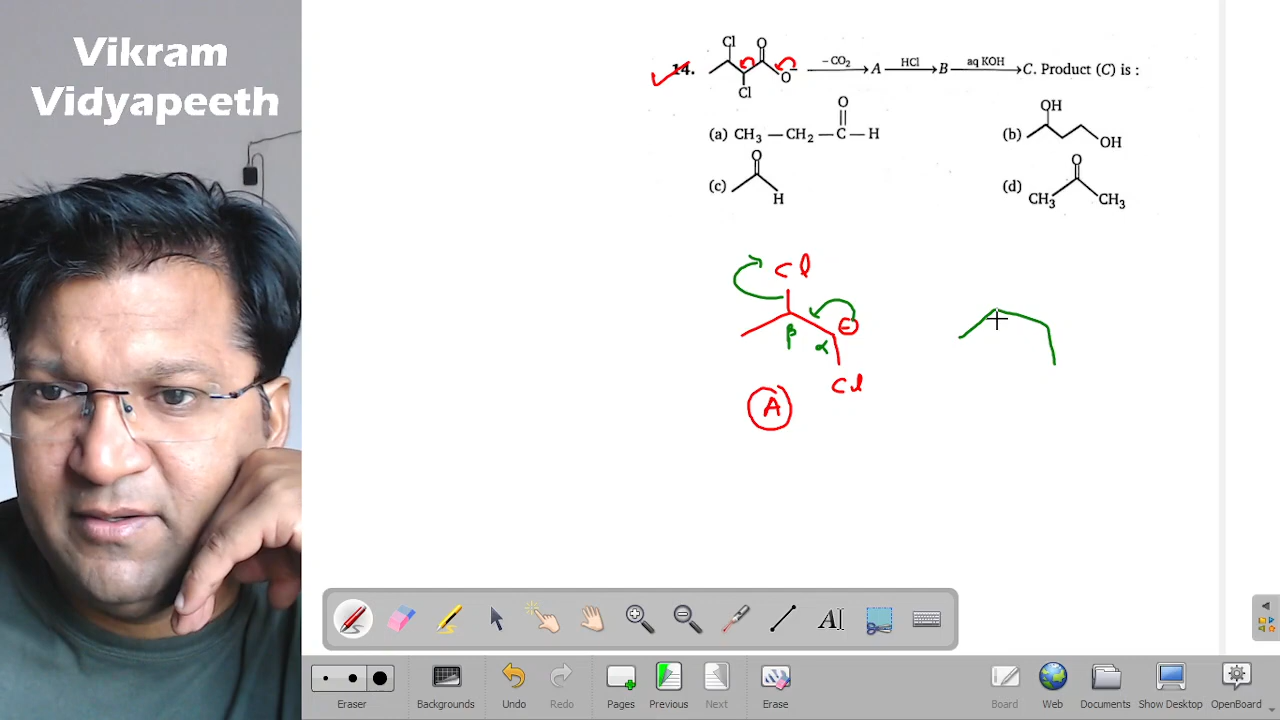 Vikram
Vidyapeeth
14. Cl O O⁻ Cl —– CO₂→ A —HCl→ B —aq KOH→ C. Product (C) is :
(a) CH₃—CH₂—C—H O
(b) OH OH
(c) O H
(d) O CH₃ CH₃
Cl
β
α
⊖
Cl
A
Eraser
Backgrounds
Undo
Redo
Pages
Previous
Next
Erase
Board
Web
Documents
Show Desktop
OpenBoard